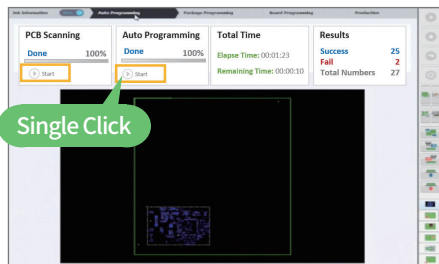 Job Information
Auto Programming
Package Programming
Board Programming
Production
PCB Scanning
Done 100%
Start
Auto Programming
Done 100%
Start
Total Time
Elapse Time: 00:01:23
Remaining Time: 00:00:10
Results
Success 25
Fail 2
Total Numbers 27
Single Click